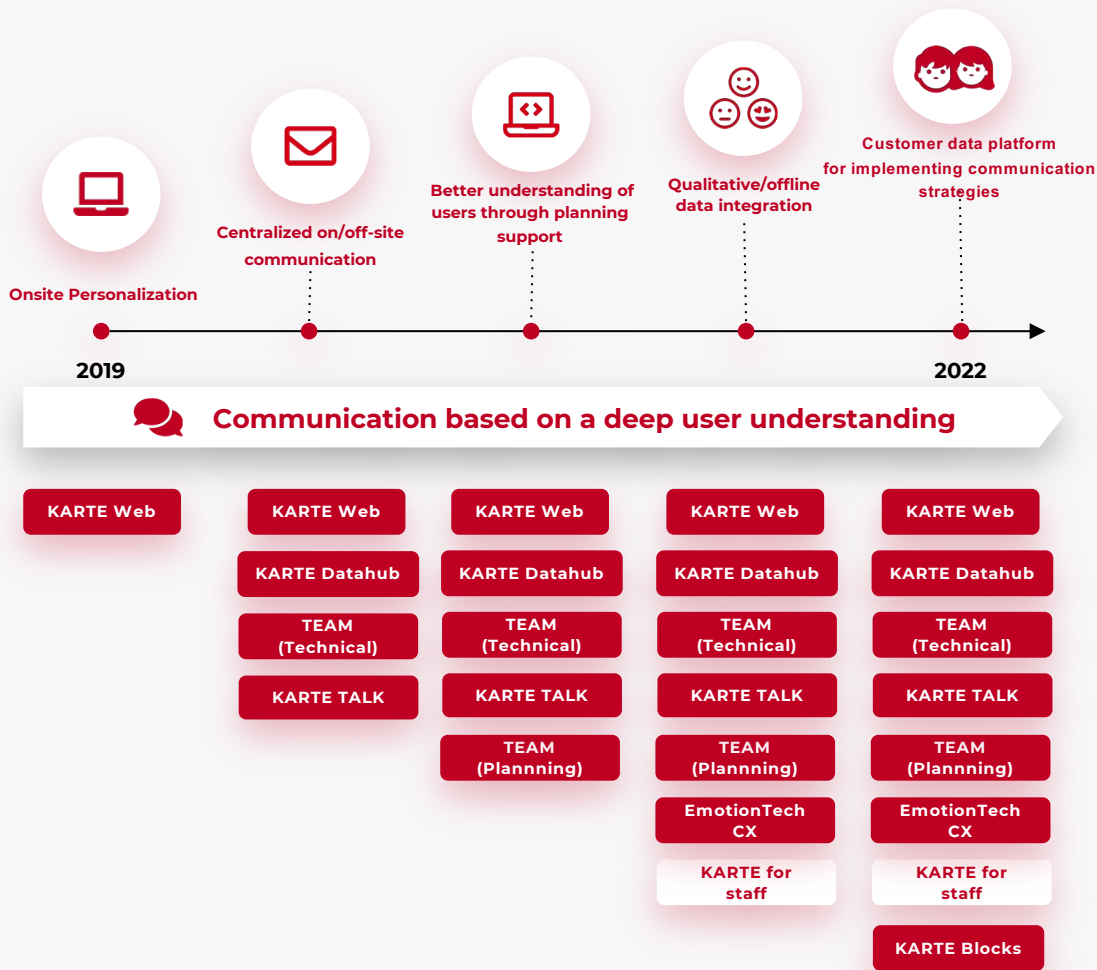 Customer data platform
for implementing communication
strategies
Qualitative/offline
data integration
Better understanding of
users through planning
support
Centralized on/off-site
communication
Onsite Personalization
2019
2022
Communication based on a deep user understanding
KARTE Web
KARTE Web
KARTE Datahub
TEAM
(Technical)
KARTE TALK
KARTE Web
KARTE Datahub
TEAM
(Technical)
KARTE TALK
TEAM
(Plannning)
KARTE Web
KARTE Datahub
TEAM
(Technical)
KARTE TALK
TEAM
(Plannning)
EmotionTech
CX
KARTE for
staff
KARTE Web
KARTE Datahub
TEAM
(Technical)
KARTE TALK
TEAM
(Plannning)
EmotionTech
CX
KARTE for
staff
KARTE Blocks